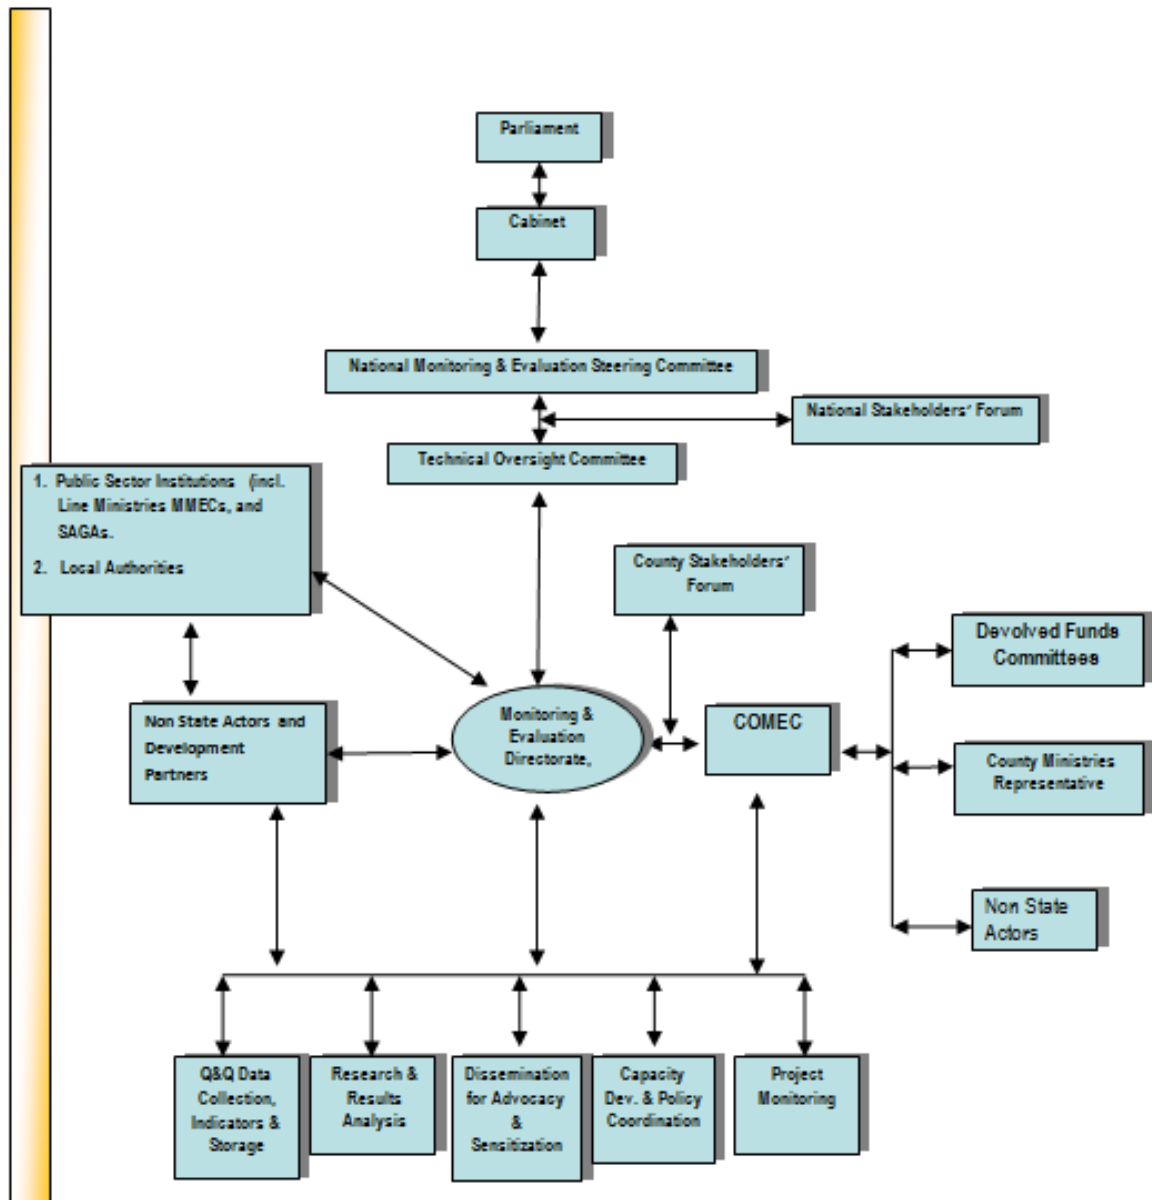 Parliament
Cabinet
National Monitoring & Evaluation Steering Committee
National Stakeholders' Forum
Technical Oversight Committee
1. Public Sector Institutions (incl.
Line Ministries MMECs, and
SAGAs.
2. Local Authorities
County Stakeholders'
Forum
Devolved Funds
Committees
Non State Actors and
Development
Partners
Monitoring &
Evaluation
Directorate,
COMEC
County Ministries
Representative
Non State
Actors
Q&Q Data
Collection,
Indicators &
Storage
Research &
Results
Analysis
Dissemination
for Advocacy
&
Sensitization
Capacity
Dev. & Policy
Coordination
Project
Monitoring